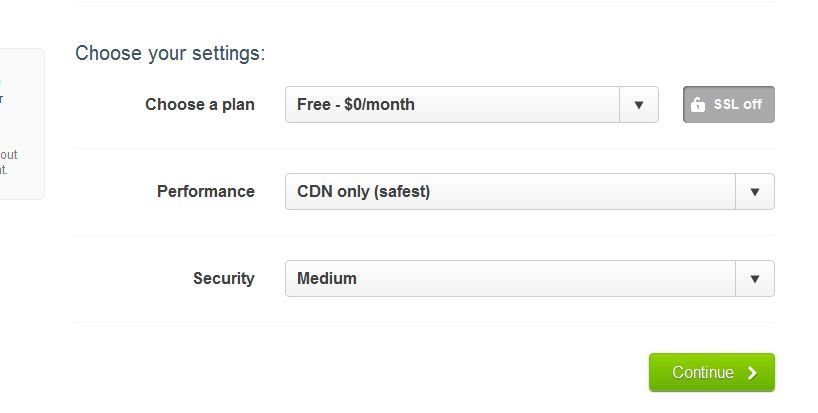 Choose your settings:
Choose a plan Free - $0/month SSL off
out
Performance CDN only (safest)
Security Medium
Continue